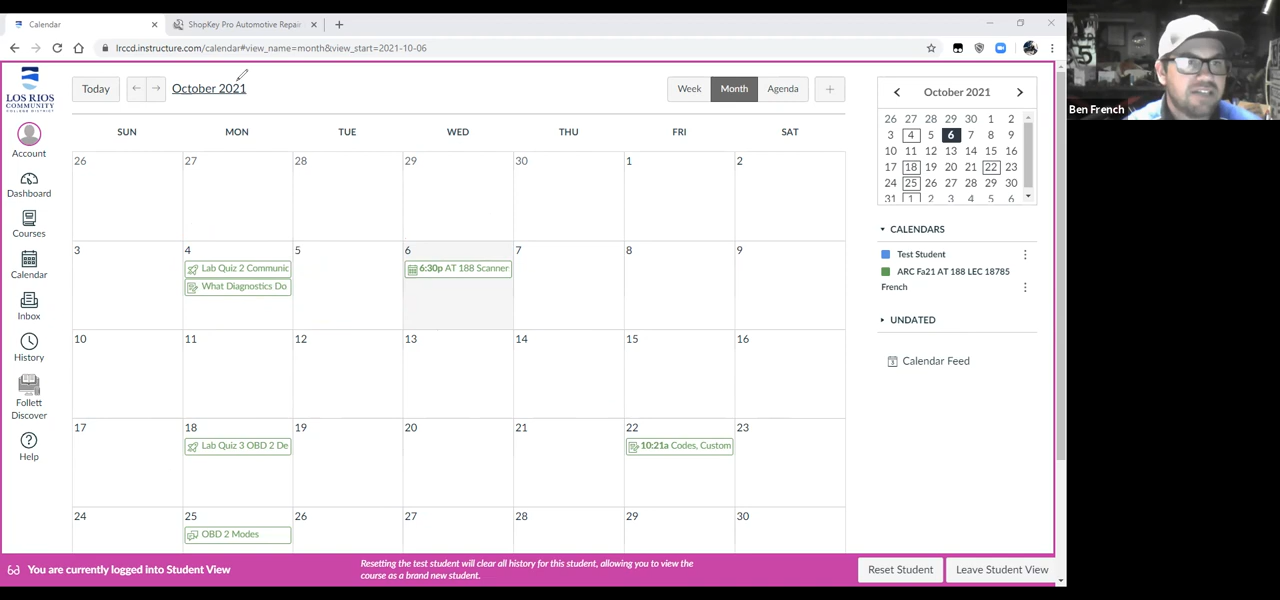 Calendar
ShopKey Pro Automotive Repair
lrccd.instructure.com/calendar#view_name=month&view_start=2021-10-06
LOS RIOS
COMMUNITY
COLLEGE DISTRICT
Account
Dashboard
Courses
Calendar
Inbox
History
Follett
Discover
Help
Today
October 2021
Week
Month
Agenda
SUN MON TUE WED THU FRI SAT
26 27 28 29 30 1 2
3 4 5 6 7 8 9
Lab Quiz 2 Communic
What Diagnostics Do
6:30p AT 188 Scanner
10 11 12 13 14 15 16
17 18 19 20 21 22 23
Lab Quiz 3 OBD 2 De
10:21a Codes, Custom
24 25 26 27 28 29 30
OBD 2 Modes
October 2021
26 27 28 29 30 1 2
3 4 5 6 7 8 9
10 11 12 13 14 15 16
17 18 19 20 21 22 23
24 25 26 27 28 29 30
31 1 2 3 4 5 6
CALENDARS
Test Student
ARC Fa21 AT 188 LEC 18785
French
UNDATED
Calendar Feed
You are currently logged into Student View
Resetting the test student will clear all history for this student, allowing you to view the
course as a brand new student.
Reset Student
Leave Student View
Ben French